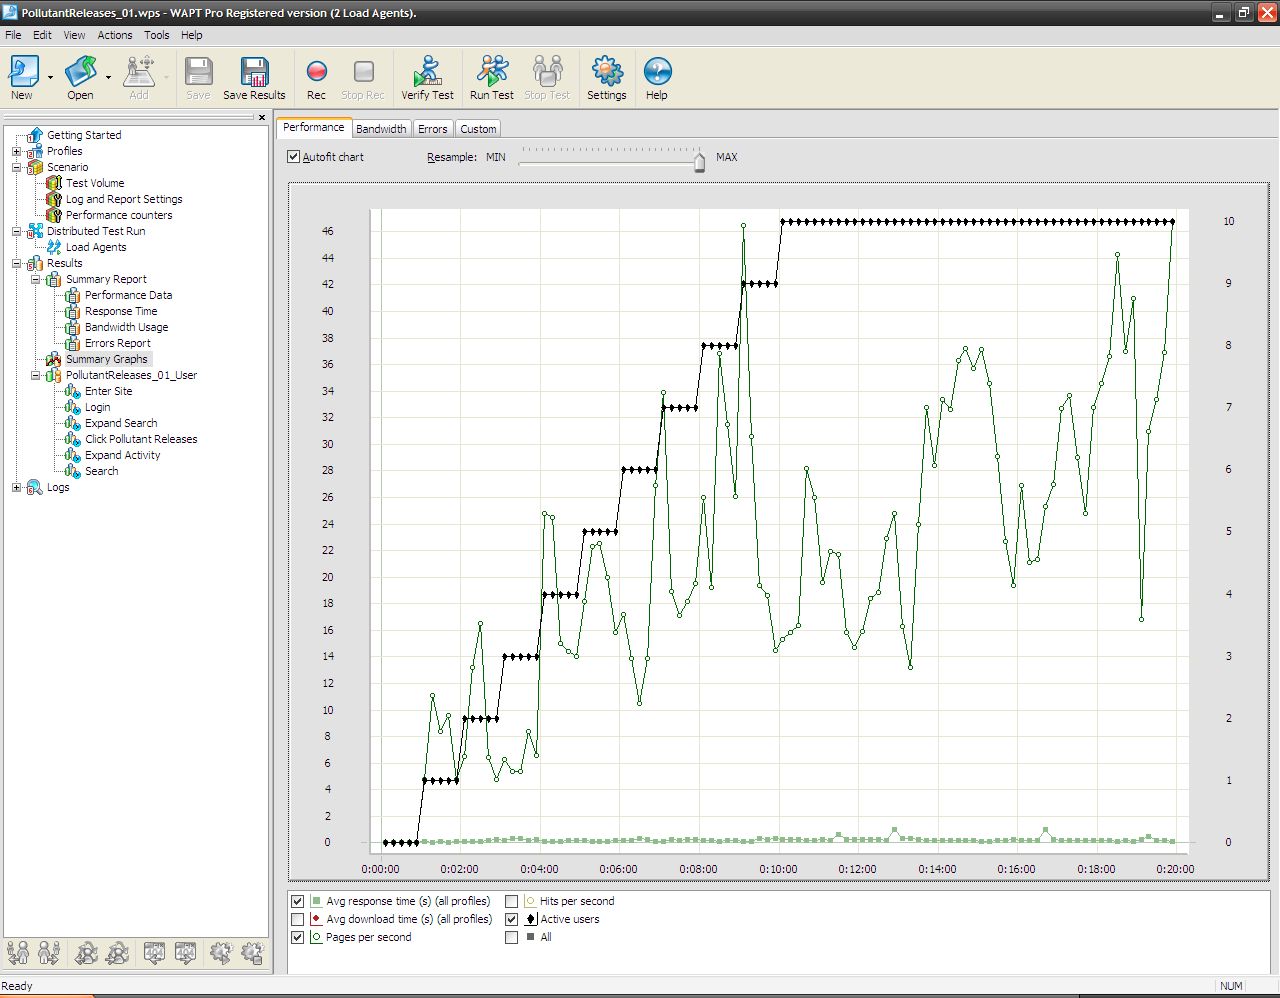 PollutantReleases_01.wps - WAPT Pro Registered version (2 Load Agents).
File Edit View Actions Tools Help
New Open Add Save Save Results Rec Stop Rec Verify Test Run Test Stop Test Settings Help
Getting Started
Profiles
Scenario
Test Volume
Log and Report Settings
Performance counters
Distributed Test Run
Load Agents
Results
Summary Report
Performance Data
Response Time
Bandwidth Usage
Errors Report
Summary Graphs
PollutantReleases_01_User
Enter Site
Login
Expand Search
Click Pollutant Releases
Expand Activity
Search
Logs
Performance Bandwidth Errors Custom
Autofit chart Resample: MIN MAX
46 10
44
42 9
40
38 8
36
34
32 7
30
28 6
26
24 5
22
20
18 4
16
14 3
12
10 2
8
6
4 1
2
0 0
0:00:00 0:02:00 0:04:00 0:06:00 0:08:00 0:10:00 0:12:00 0:14:00 0:16:00 0:18:00 0:20:00
Avg response time (s) (all profiles) Hits per second
Avg download time (s) (all profiles) Active users
Pages per second All
Ready NUM